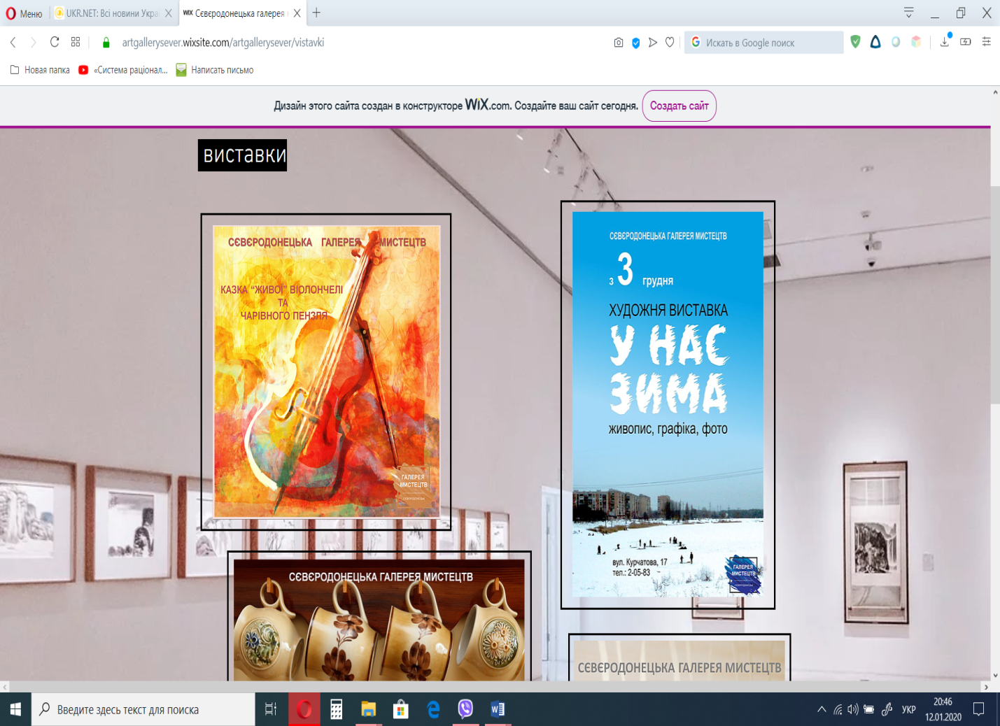 Меню
UKR.NET: Всі новини Украї
WiX Сєвєродонецька галерея
artgallerysever.wixsite.com/artgallerysever/vistavki
Искать в Google поиск
Новая папка
«Система раціонал...
Написать письмо
Дизайн этого сайта создан в конструкторе WiX.com. Создайте ваш сайт сегодня.
Создать сайт
виставки
СЄВЄРОДОНЕЦЬКА ГАЛЕРЕЯ МИСТЕЦТВ
КАЗКА “ЖИВОЇ” ВІОЛОНЧЕЛІ
ТА
ЧАРІВНОГО ПЕНЗЛЯ
ГАЛЕРЕЯ
МИСТЕЦТВ
СЄВЄРОДОНЕЦЬКА ГАЛЕРЕЯ МИСТЕЦТВ
з 3 грудня
ХУДОЖНЯ ВИСТАВКА
У НАС
ЗИМА
живопис, графіка, фото
вул. Курчатова, 17
тел.: 2-05-83
ГАЛЕРЕЯ
МИСТЕЦТВ
СЄВЄРОДОНЕЦЬКА ГАЛЕРЕЯ МИСТЕЦТВ
СЄВЄРОДОНЕЦЬКА ГАЛЕРЕЯ МИСТЕЦТВ
Введите здесь текст для поиска
УКР
20:46
12.01.2020